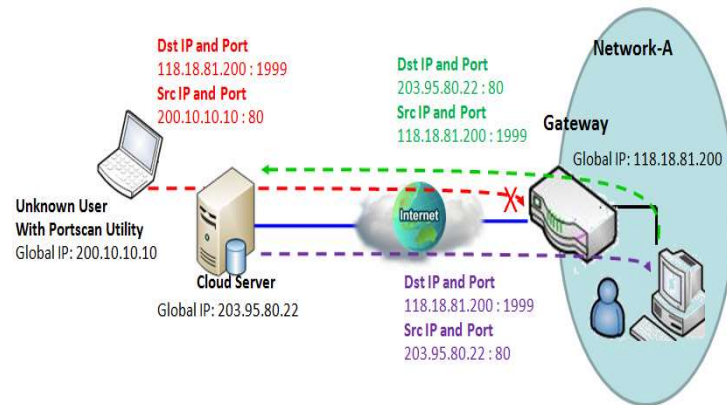 Dst IP and Port
118.18.81.200 : 1999
Src IP and Port
200.10.10.10 : 80
Dst IP and Port
203.95.80.22 : 80
Src IP and Port
118.18.81.200 : 1999
Network-A
Gateway
Global IP: 118.18.81.200
Unknown User
With Portscan Utility
Global IP: 200.10.10.10
Internet
Cloud Server
Global IP: 203.95.80.22
Dst IP and Port
118.18.81.200 : 1999
Src IP and Port
203.95.80.22 : 80